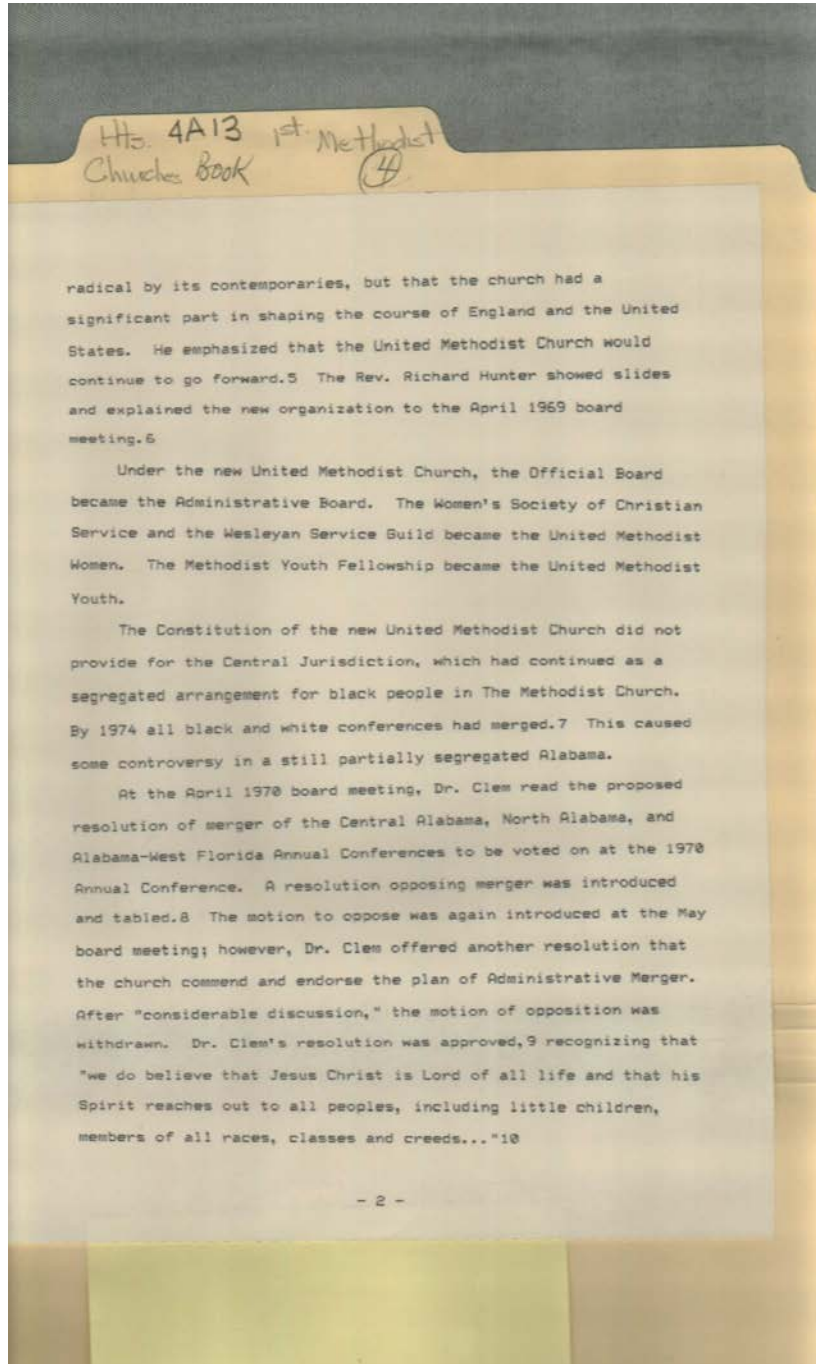 Hts. 4A13 1st. Methodist
Churches Book 4
radical by its contemporaries, but that the church had a
significant part in shaping the course of England and the United
States. He emphasized that the United Methodist Church would
continue to go forward.5 The Rev. Richard Hunter showed slides
and explained the new organization to the April 1969 board
meeting.6
Under the new United Methodist Church, the Official Board
became the Administrative Board. The Women's Society of Christian
Service and the Wesleyan Service Guild became the United Methodist
Women. The Methodist Youth Fellowship became the United Methodist
Youth.
The Constitution of the new United Methodist Church did not
provide for the Central Jurisdiction, which had continued as a
segregated arrangement for black people in The Methodist Church.
By 1974 all black and white conferences had merged.7 This caused
some controversy in a still partially segregated Alabama.
At the April 1970 board meeting, Dr. Clem read the proposed
resolution of merger of the Central Alabama, North Alabama, and
Alabama-West Florida Annual Conferences to be voted on at the 1970
Annual Conference. A resolution opposing merger was introduced
and tabled.8 The motion to oppose was again introduced at the May
board meeting; however, Dr. Clem offered another resolution that
the church commend and endorse the plan of Administrative Merger.
After "considerable discussion," the motion of opposition was
withdrawn. Dr. Clem's resolution was approved,9 recognizing that
"we do believe that Jesus Christ is Lord of all life and that his
Spirit reaches out to all peoples, including little children,
members of all races, classes and creeds..."10
- 2 -